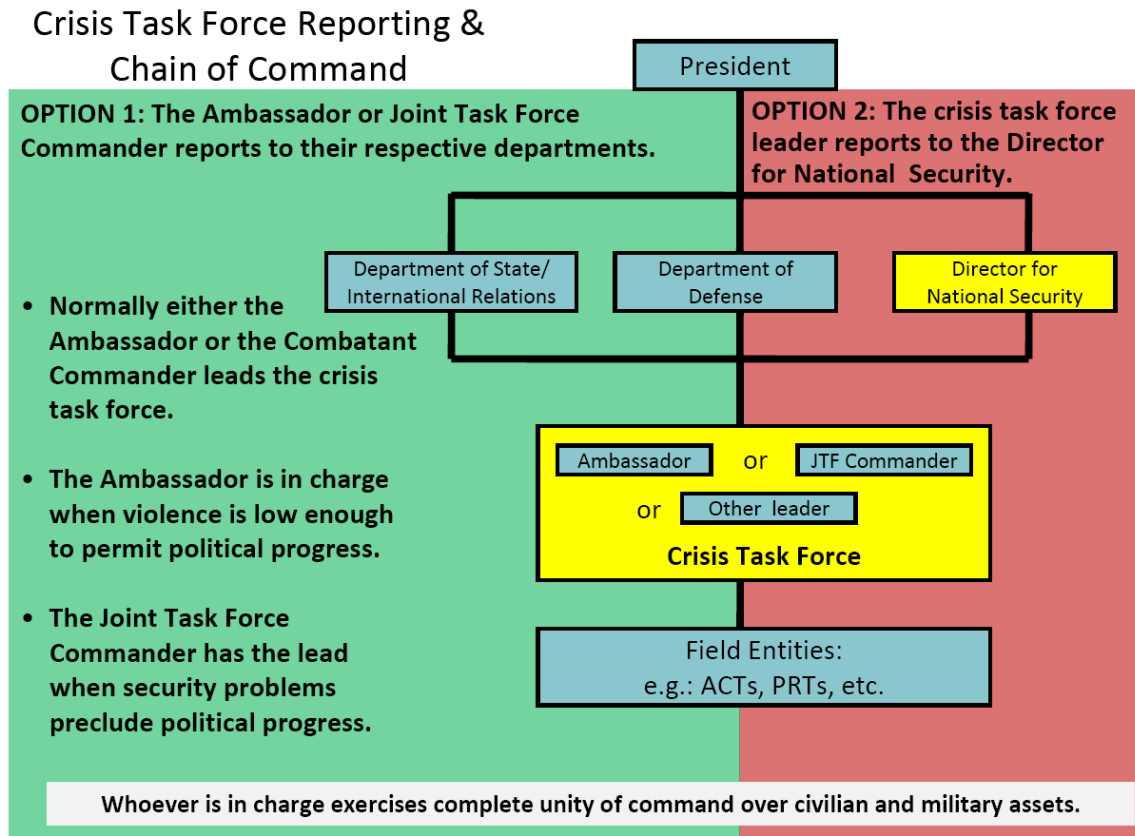 Crisis Task Force Reporting &
Chain of Command
President
OPTION 1: The Ambassador or Joint Task Force
Commander reports to their respective departments.
OPTION 2: The crisis task force
leader reports to the Director
for National Security.
Department of State/
International Relations
Department of
Defense
Director for
National Security
• Normally either the
Ambassador or the Combatant
Commander leads the crisis
task force.
Ambassador or JTF Commander
or Other leader
Crisis Task Force
• The Ambassador is in charge
when violence is low enough
to permit political progress.
• The Joint Task Force
Commander has the lead
when security problems
preclude political progress.
Field Entities:
e.g.: ACTs, PRTs, etc.
Whoever is in charge exercises complete unity of command over civilian and military assets.